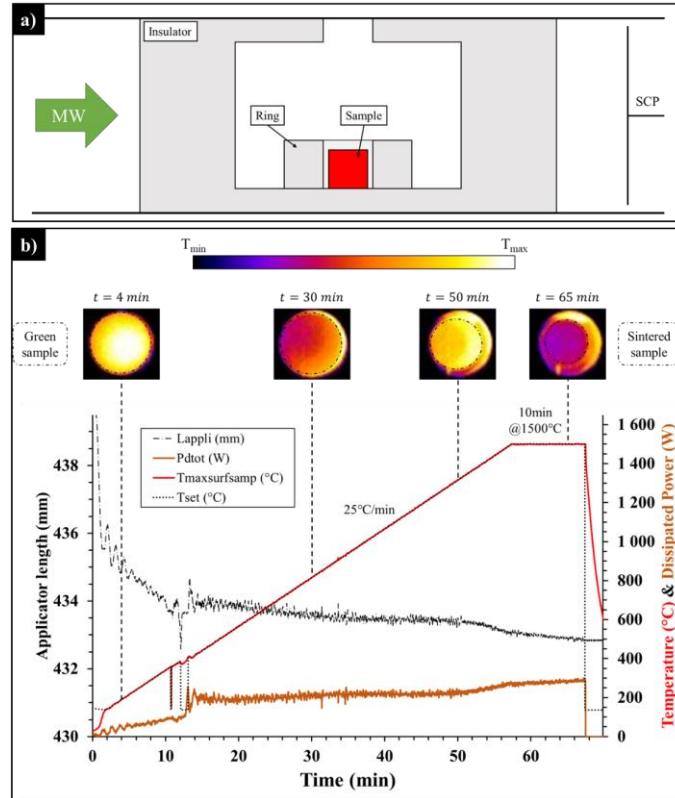 a)
Insulator
MW
Ring
Sample
SCP
b)
Tmin
Tmax
t = 4 min
t = 30 min
t = 50 min
t = 65 min
Green
sample
Sintered
sample
10min
@1500°C
Lappli (mm)
Pdtot (W)
Tmaxsurfsamp (°C)
Tset (°C)
25°C/min
Applicator length (mm)
438
436
434
432
430
1 600
1 400
1 200
1 000
800
600
400
200
0
Temperature (°C) & Dissipated Power (W)
0
10
20
30
40
50
60
Time (min)